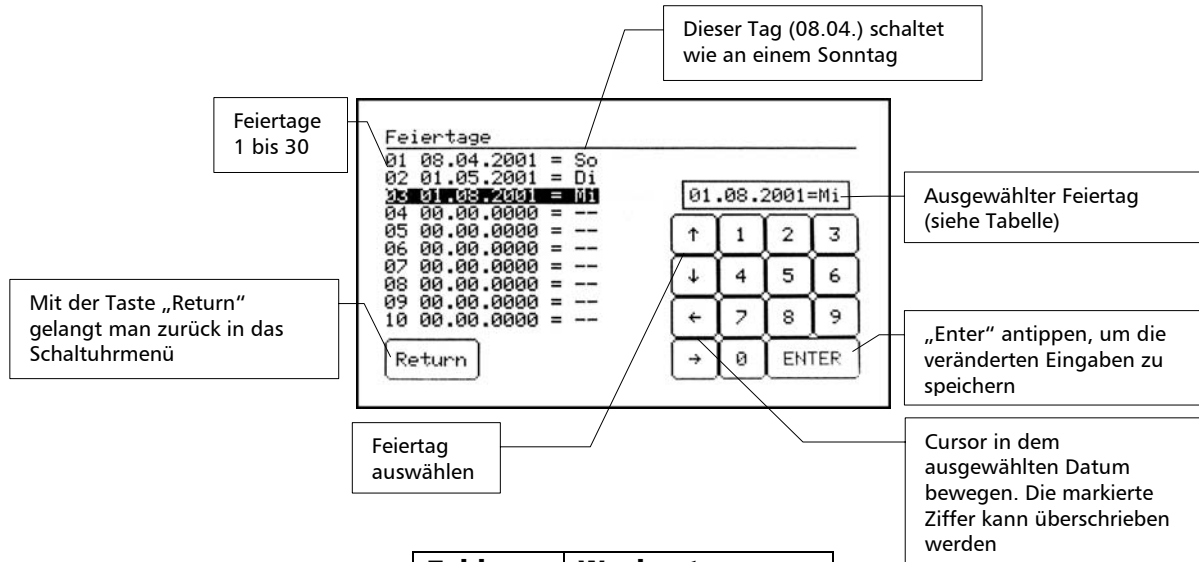 Dieser Tag (08.04.) schaltet
wie an einem Sonntag
Feiertage
1 bis 30
Feiertage
01 08.04.2001 = So
02 01.05.2001 = Di
03 01.08.2001 = Mi
04 00.00.0000 = --
05 00.00.0000 = --
06 00.00.0000 = --
07 00.00.0000 = --
08 00.00.0000 = --
09 00.00.0000 = --
10 00.00.0000 = --
Return
01.08.2001=Mi
↑ 1 2 3
↓ 4 5 6
← 7 8 9
→ 0 ENTER
Ausgewählter Feiertag
(siehe Tabelle)
Mit der Taste „Return“
gelangt man zurück in das
Schaltuhrmenü
„Enter“ antippen, um die
veränderten Eingaben zu
speichern
Feiertag
auswählen
Cursor in dem
ausgewählten Datum
bewegen. Die markierte
Ziffer kann überschrieben
werden